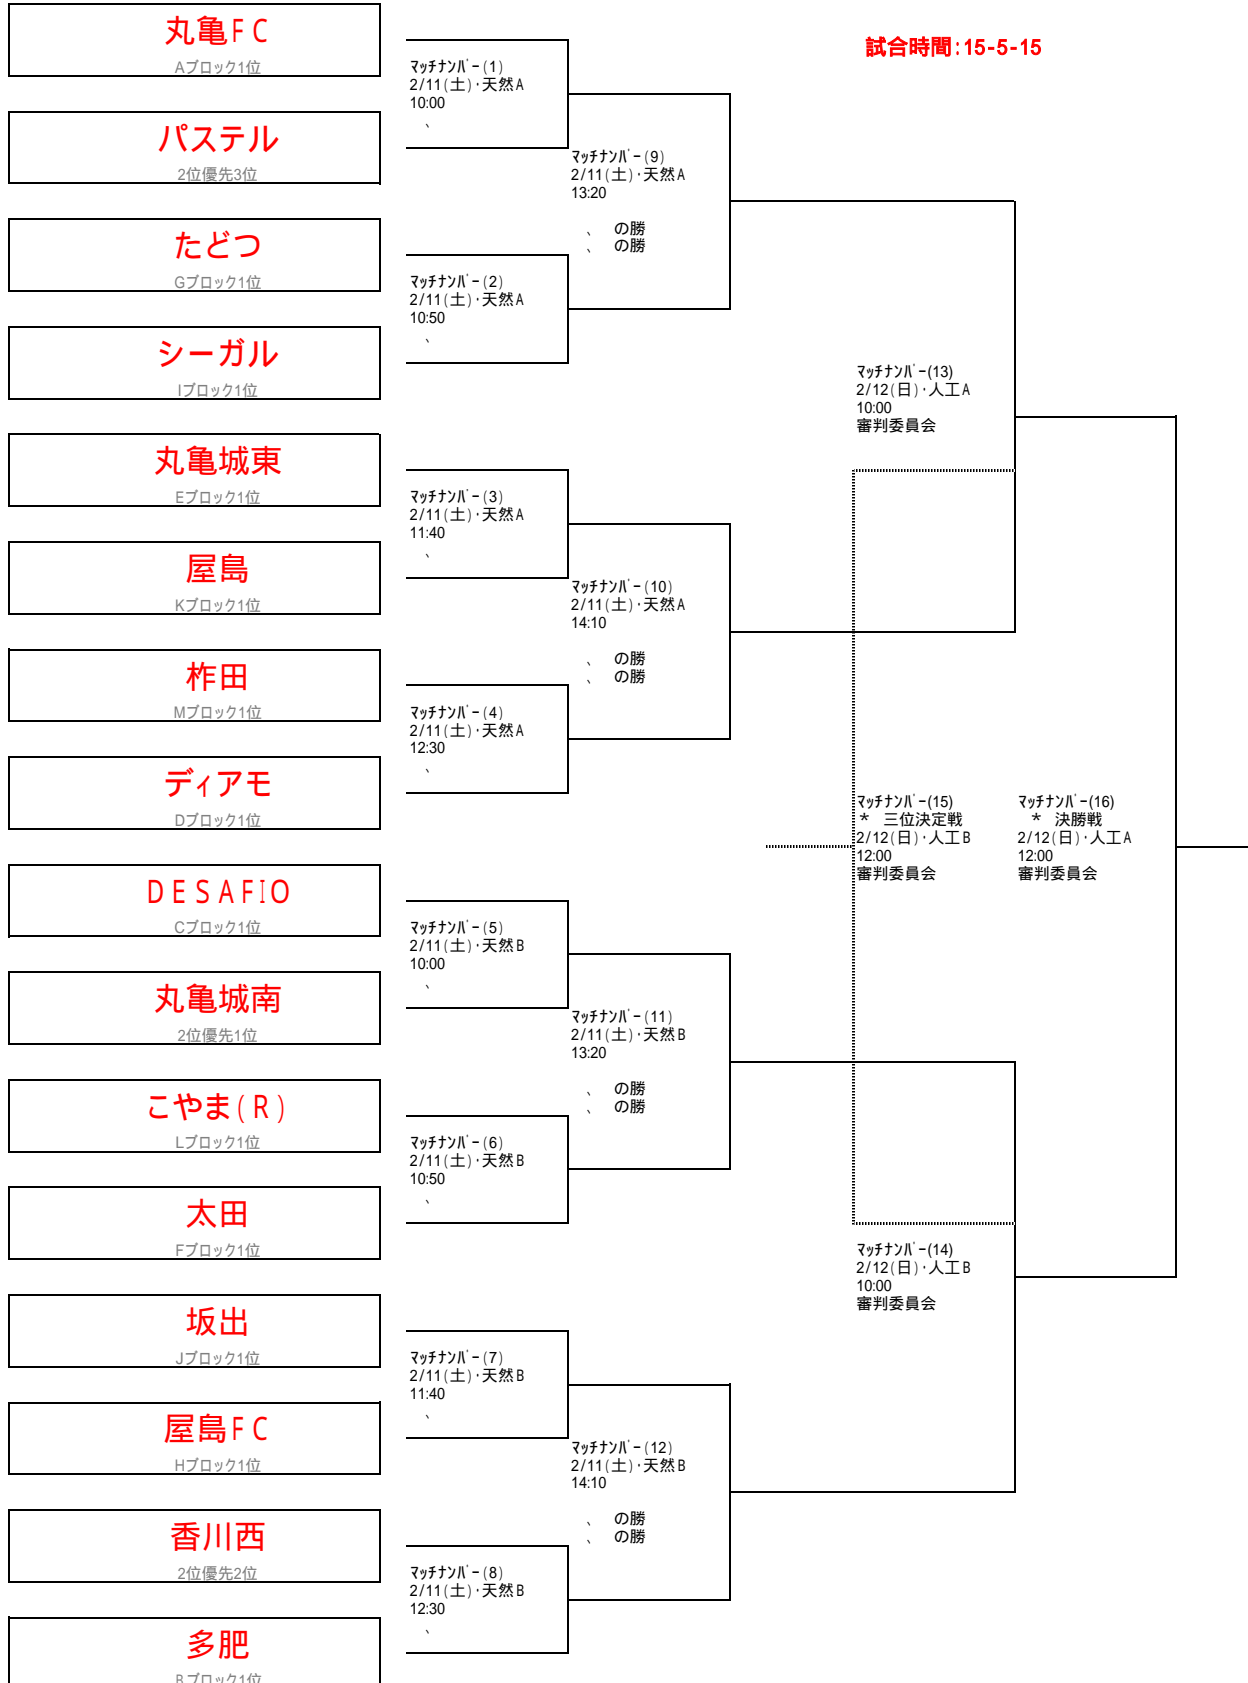 丸亀FC
Aブロック1位
パステル
2位優先3位
たどつ
Gブロック1位
シーガル
Iブロック1位
丸亀城東
Eブロック1位
屋島
Kブロック1位
柞田
Mブロック1位
ディアモ
Dブロック1位
DESAFIO
Cブロック1位
丸亀城南
2位優先1位
こやま(R)
Lブロック1位
太田
Fブロック1位
坂出
Jブロック1位
屋島FC
Hブロック1位
香川西
2位優先2位
多肥
Bブロック1位
試合時間:15-5-15
ﾏｯﾁﾅﾝﾊﾞｰ(1)
2/11(土)・天然A
10:00
、
ﾏｯﾁﾅﾝﾊﾞｰ(2)
2/11(土)・天然A
10:50
、
ﾏｯﾁﾅﾝﾊﾞｰ(3)
2/11(土)・天然A
11:40
、
ﾏｯﾁﾅﾝﾊﾞｰ(4)
2/11(土)・天然A
12:30
、
ﾏｯﾁﾅﾝﾊﾞｰ(5)
2/11(土)・天然B
10:00
、
ﾏｯﾁﾅﾝﾊﾞｰ(6)
2/11(土)・天然B
10:50
、
ﾏｯﾁﾅﾝﾊﾞｰ(7)
2/11(土)・天然B
11:40
、
ﾏｯﾁﾅﾝﾊﾞｰ(8)
2/11(土)・天然B
12:30
、
ﾏｯﾁﾅﾝﾊﾞｰ(9)
2/11(土)・天然A
13:20
、 の勝
、 の勝
ﾏｯﾁﾅﾝﾊﾞｰ(10)
2/11(土)・天然A
14:10
、 の勝
、 の勝
ﾏｯﾁﾅﾝﾊﾞｰ(11)
2/11(土)・天然B
13:20
、 の勝
、 の勝
ﾏｯﾁﾅﾝﾊﾞｰ(12)
2/11(土)・天然B
14:10
、 の勝
、 の勝
ﾏｯﾁﾅﾝﾊﾞｰ(13)
2/12(日)・人工A
10:00
審判委員会
ﾏｯﾁﾅﾝﾊﾞｰ(15)
* 三位決定戦
2/12(日)・人工B
12:00
審判委員会
ﾏｯﾁﾅﾝﾊﾞｰ(16)
* 決勝戦
2/12(日)・人工A
12:00
審判委員会
ﾏｯﾁﾅﾝﾊﾞｰ(14)
2/12(日)・人工B
10:00
審判委員会